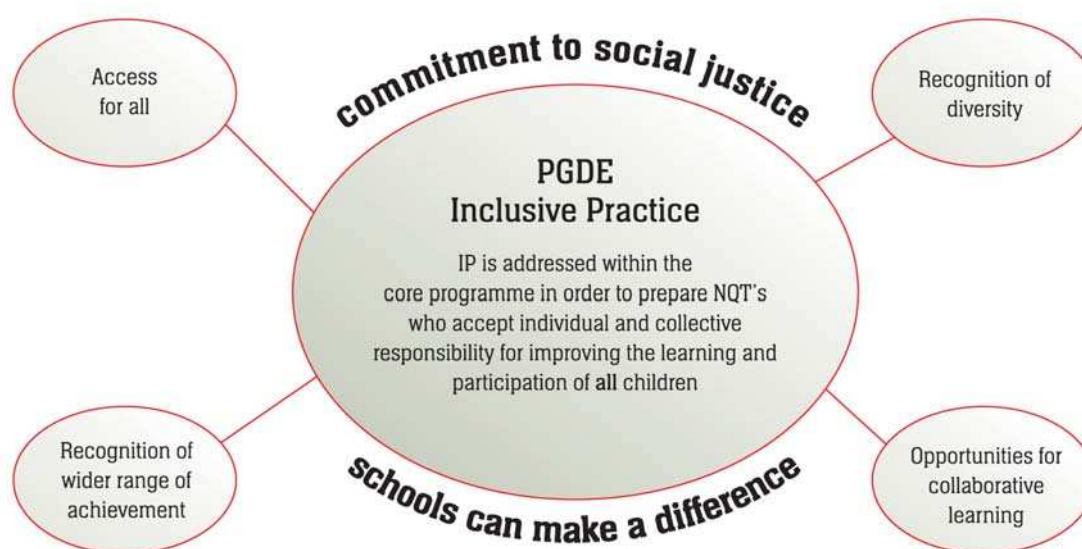 commitment to social justice
Access
for all
Recognition of
diversity
PGDE
Inclusive Practice
IP is addressed within the
core programme in order to prepare NQT's
who accept individual and collective
responsibility for improving the learning and
participation of all children
Recognition of
wider range of
achievement
Opportunities for
collaborative
learning
schools can make a difference